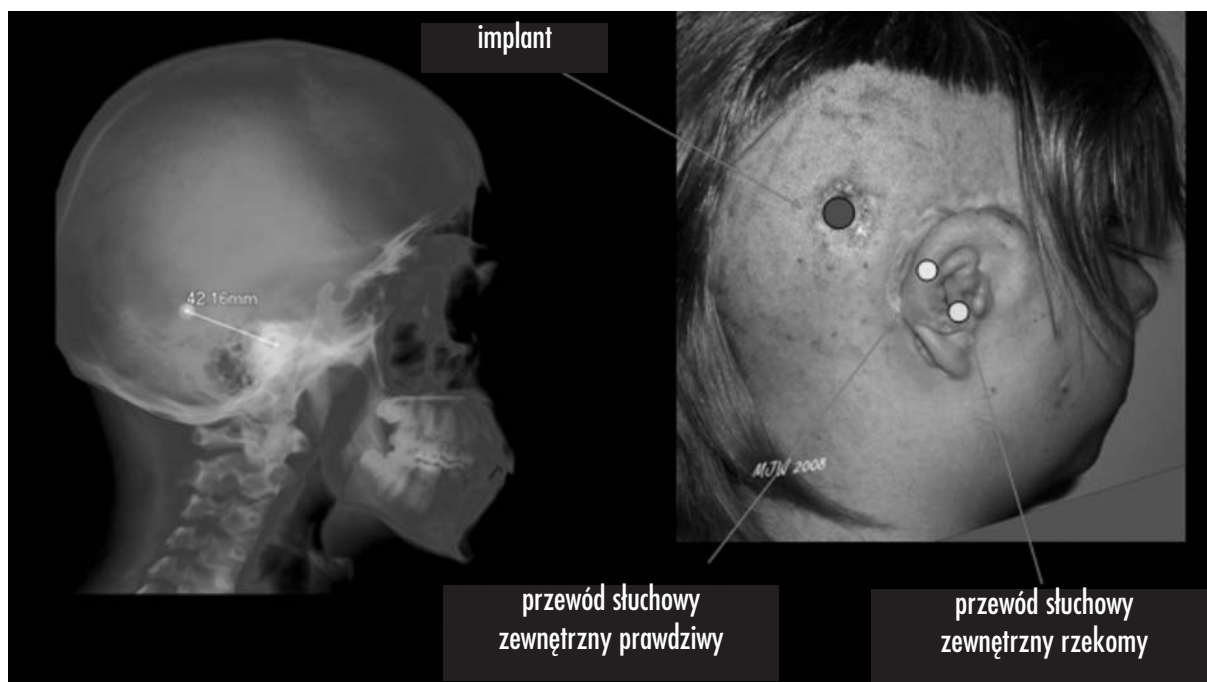 implant
42 16mm
MJW 2008
przewód słuchowy
zewnętrzny prawdziwy
przewód słuchowy
zewnętrzny rzekomy